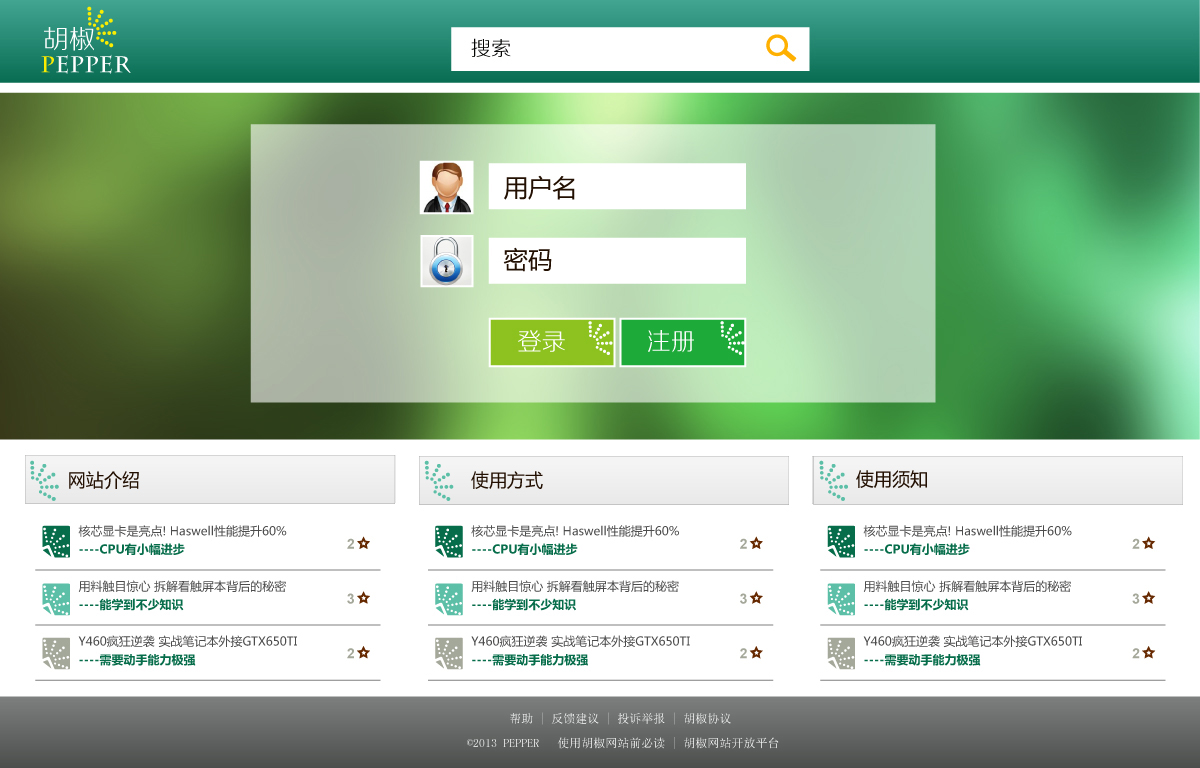 胡椒
PEPPER
搜索
用户名
密码
登录 注册
网站介绍
核芯显卡是亮点! Haswell性能提升60%
----CPU有小幅进步
2
用料触目惊心 拆解看触屏本背后的秘密
----能学到不少知识
3
Y460疯狂逆袭 实战笔记本外接GTX650TI
----需要动手能力极强
2
使用方式
核芯显卡是亮点! Haswell性能提升60%
----CPU有小幅进步
2
用料触目惊心 拆解看触屏本背后的秘密
----能学到不少知识
3
Y460疯狂逆袭 实战笔记本外接GTX650TI
----需要动手能力极强
2
使用须知
核芯显卡是亮点! Haswell性能提升60%
----CPU有小幅进步
2
用料触目惊心 拆解看触屏本背后的秘密
----能学到不少知识
3
Y460疯狂逆袭 实战笔记本外接GTX650TI
----需要动手能力极强
2
帮助 | 反馈建议 | 投诉举报 | 胡椒协议
©2013 PEPPER 使用胡椒网站前必读 | 胡椒网站开放平台